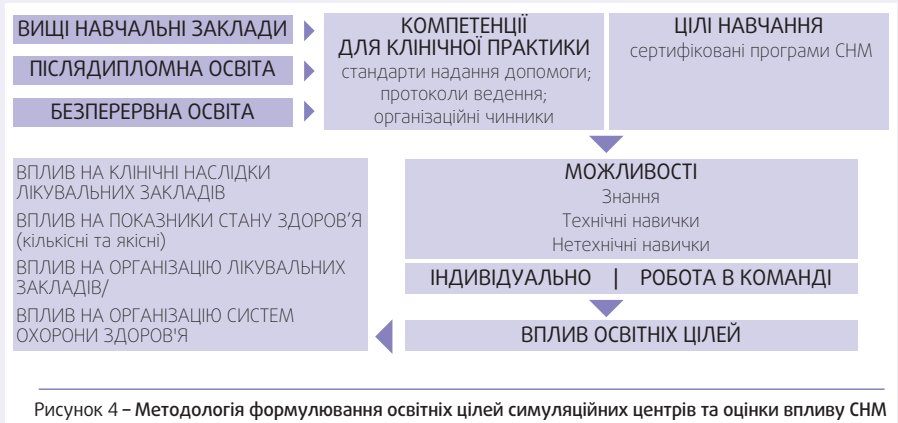 ВИЩІ НАВЧАЛЬНІ ЗАКЛАДИ
ПІСЛЯДИПЛОМНА ОСВІТА
БЕЗПЕРЕРВНА ОСВІТА
КОМПЕТЕНЦІЇ
ДЛЯ КЛІНІЧНОЇ ПРАКТИКИ
стандарти надання допомоги;
протоколи ведення;
організаційні чинники
ЦІЛІ НАВЧАННЯ
сертифіковані програми СНМ
МОЖЛИВОСТІ
Знання
Технічні навички
Нетехнічні навички
ІНДИВІДУАЛЬНО | РОБОТА В КОМАНДІ
ВПЛИВ ОСВІТНІХ ЦІЛЕЙ
ВПЛИВ НА КЛІНІЧНІ НАСЛІДКИ
ЛІКУВАЛЬНИХ ЗАКЛАДІВ
ВПЛИВ НА ПОКАЗНИКИ СТАНУ ЗДОРОВ’Я
(кількісні та якісні)
ВПЛИВ НА ОРГАНІЗАЦІЮ ЛІКУВАЛЬНИХ
ЗАКЛАДІВ/
ВПЛИВ НА ОРГАНІЗАЦІЮ СИСТЕМ
ОХОРОНИ ЗДОРОВ'Я
Рисунок 4 – Методологія формулювання освітніх цілей симуляційних центрів та оцінки впливу СНМ